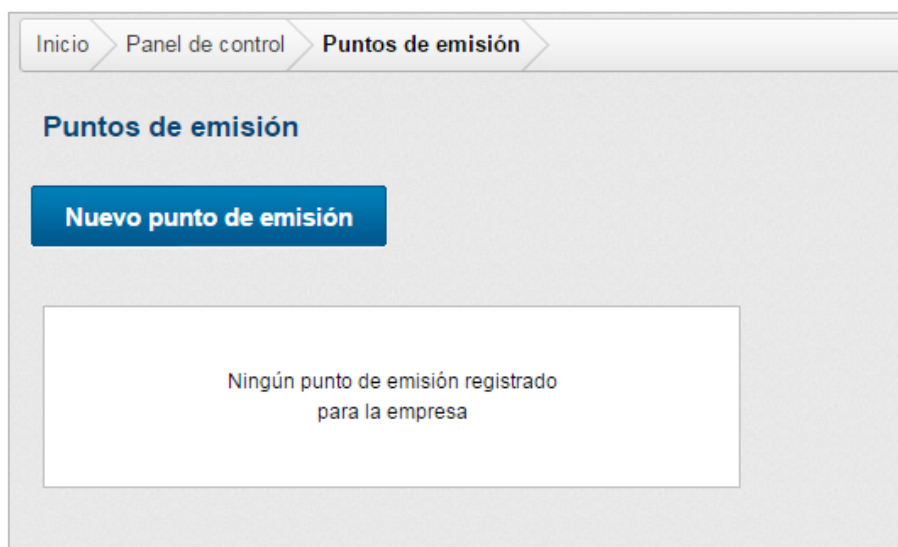 Inicio Panel de control Puntos de emisión
Puntos de emisión
Nuevo punto de emisión
Ningún punto de emisión registrado
para la empresa